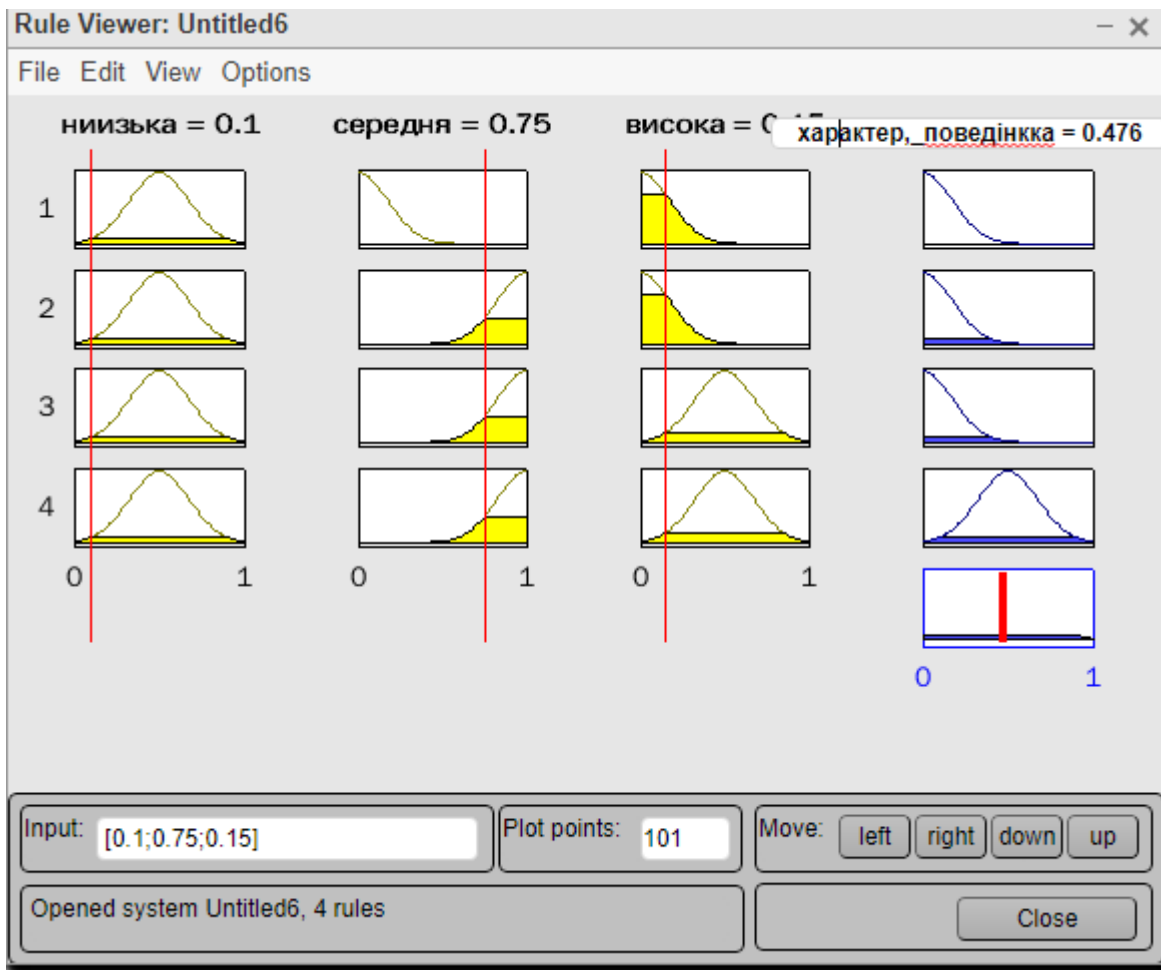 Rule Viewer: Untitled6
File Edit View Options
ниизька = 0.1 середня = 0.75 висока =
характер,_поведінкка = 0.476
1
2
3
4
0 1 0 1 0 1
0 1
Input: [0.1;0.75;0.15] Plot points: 101 Move: left right down up
Opened system Untitled6, 4 rules Close